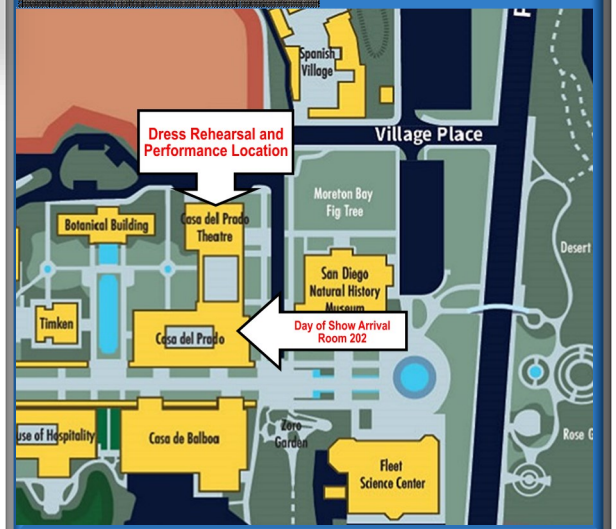 F
Spanish
Village
Dress Rehearsal and
Performance Location
Village Place
Moreton Bay
Fig Tree
Botanical Building
Casa del Prado
Theatre
Desert
San Diego
Natural History
Museum
Timken
Casa del Prado
Day of Show Arrival
Room 202
use of Hospitality
Casa de Balboa
Zoro
Garden
Rose G
Fleet
Science Center